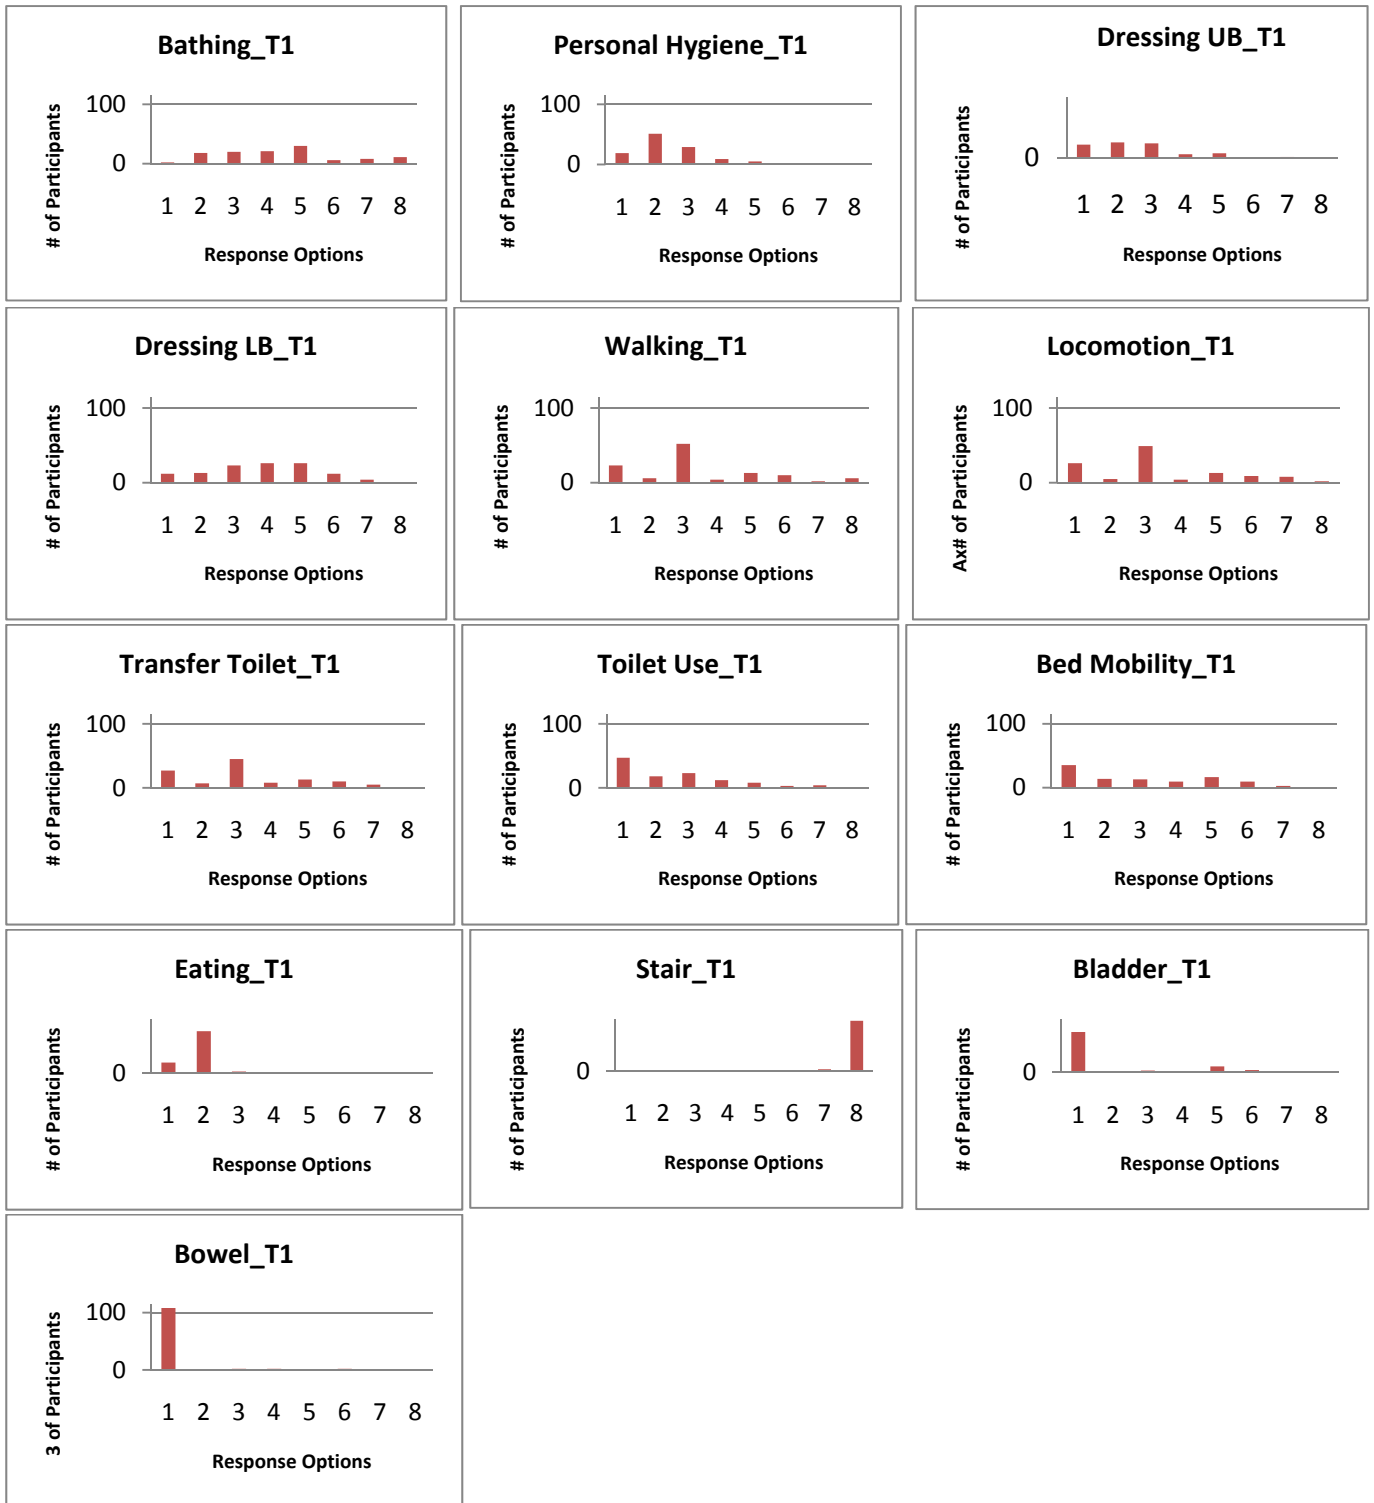 Bathing_T1
# of Participants
100
0
1 2 3 4 5 6 7 8
Response Options
Personal Hygiene_T1
# of Participants
100
0
1 2 3 4 5 6 7 8
Response Options
Dressing UB_T1
# of Participants
0
1 2 3 4 5 6 7 8
Response Options
Dressing LB_T1
# of Participants
100
0
1 2 3 4 5 6 7 8
Response Options
Walking_T1
# of Participants
100
0
1 2 3 4 5 6 7 8
Response Options
Locomotion_T1
Ax# of Participants
100
0
1 2 3 4 5 6 7 8
Response Options
Transfer Toilet_T1
# of Participants
100
0
1 2 3 4 5 6 7 8
Response Options
Toilet Use_T1
# of Participants
100
0
1 2 3 4 5 6 7 8
Response Options
Bed Mobility_T1
# of Participants
100
0
1 2 3 4 5 6 7 8
Response Options
Eating_T1
# of Participants
0
1 2 3 4 5 6 7 8
Response Options
Stair_T1
# of Participants
0
1 2 3 4 5 6 7 8
Response Options
Bladder_T1
# of Participants
0
1 2 3 4 5 6 7 8
Response Options
Bowel_T1
3 of Participants
100
0
1 2 3 4 5 6 7 8
Response Options